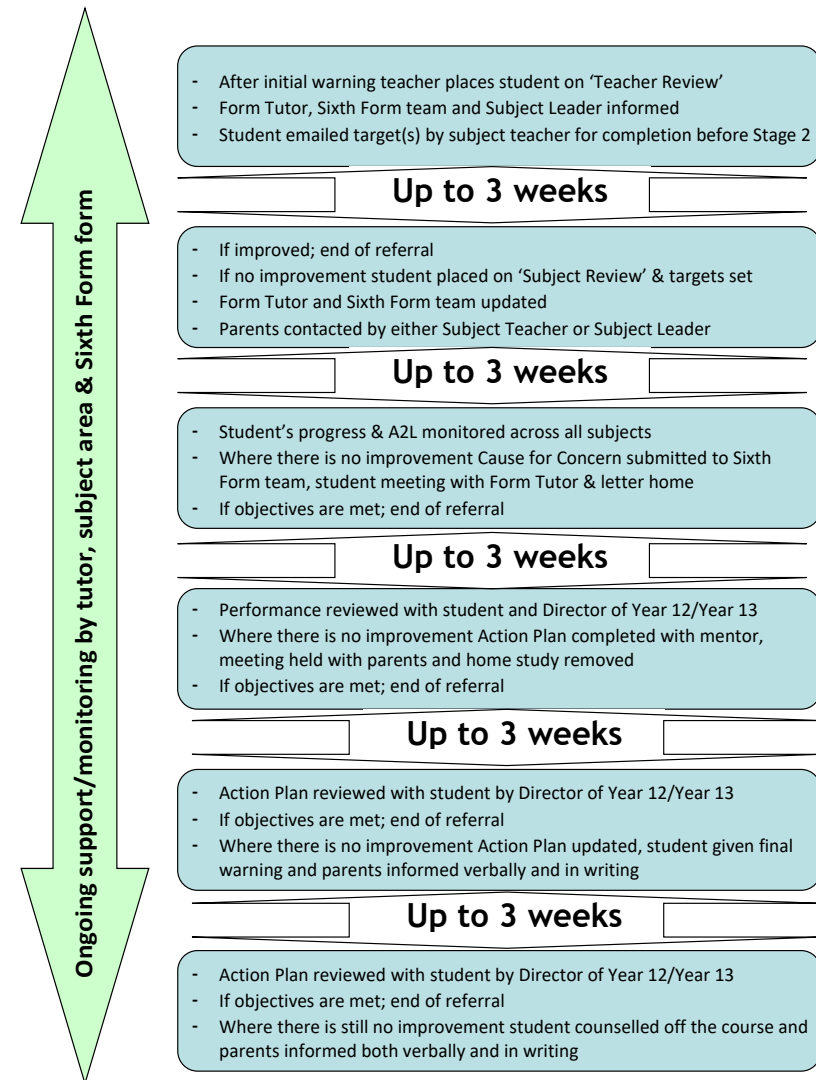 - After initial warning teacher places student on ‘Teacher Review’
- Form Tutor, Sixth Form team and Subject Leader informed
- Student emailed target(s) by subject teacher for completion before Stage 2
Up to 3 weeks
- If improved; end of referral
- If no improvement student placed on ‘Subject Review’ & targets set
- Form Tutor and Sixth Form team updated
- Parents contacted by either Subject Teacher or Subject Leader
Up to 3 weeks
- Student’s progress & A2L monitored across all subjects
- Where there is no improvement Cause for Concern submitted to Sixth
Form team, student meeting with Form Tutor & letter home
- If objectives are met; end of referral
Up to 3 weeks
- Performance reviewed with student and Director of Year 12/Year 13
- Where there is no improvement Action Plan completed with mentor,
meeting held with parents and home study removed
- If objectives are met; end of referral
Up to 3 weeks
- Action Plan reviewed with student by Director of Year 12/Year 13
- If objectives are met; end of referral
- Where there is no improvement Action Plan updated, student given final
warning and parents informed verbally and in writing
Up to 3 weeks
- Action Plan reviewed with student by Director of Year 12/Year 13
- If objectives are met; end of referral
- Where there is still no improvement student counselled off the course and
parents informed both verbally and in writing
Ongoing support/monitoring by tutor, subject area & Sixth Form form